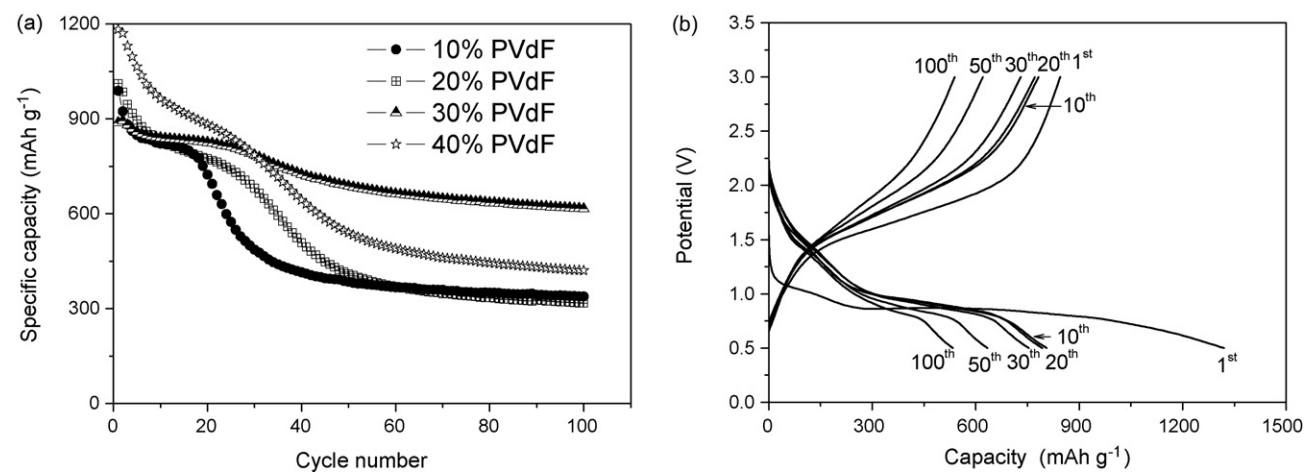 (a)
1200
900
600
300
0
Specific capacity (mAh g⁻¹)
10% PVdF
20% PVdF
30% PVdF
40% PVdF
0 20 40 60 80 100
Cycle number
(b)
3.5
3.0
2.5
2.0
1.5
1.0
0.5
0.0
Potential (V)
100th 50th 30th 20th 1st
10th
10th
100th 50th 30th 20th 1st
0 300 600 900 1200 1500
Capacity (mAh g⁻¹)